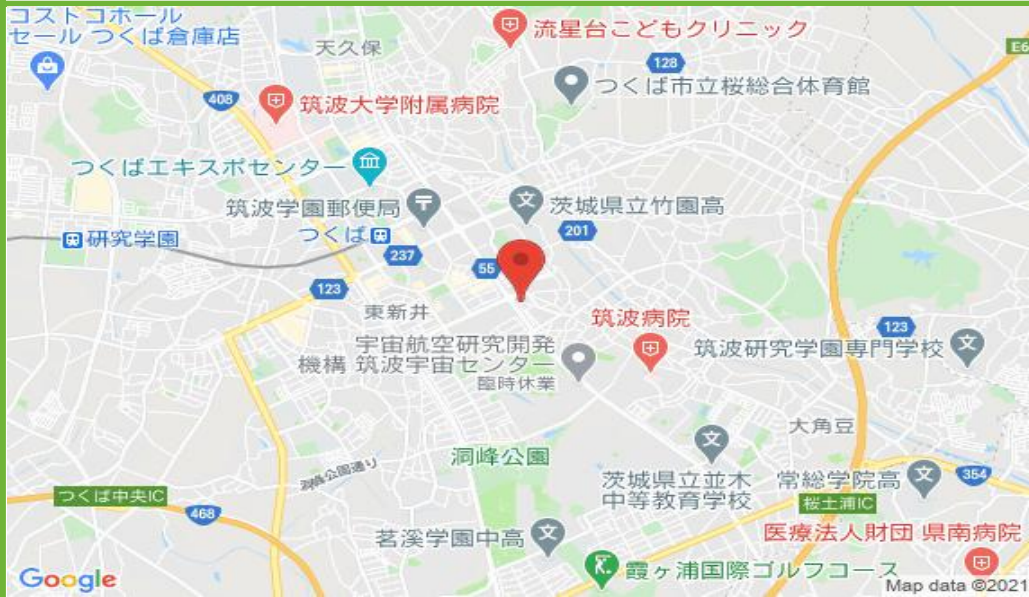 コストコホール
セール つくば倉庫店
天久保
流星台こどもクリニック
E6
128
つくば市立桜総合体育館
408
筑波大学附属病院
つくばエキスポセンター
筑波学園郵便局
茨城県立竹園高
研究学園
つくば
201
237
55
123
東新井
筑波病院
123
宇宙航空研究開発
機構 筑波宇宙センター
臨時休業
筑波研究学園専門学校
大角豆
洞峰公園
洞峰公園通り
茨城県立並木
中等教育学校
常総学院高
354
つくば中央IC
桜土浦IC
468
茗溪学園中高
医療法人財団 県南病院
霞ヶ浦国際ゴルフコース
Google
Map data ©2021